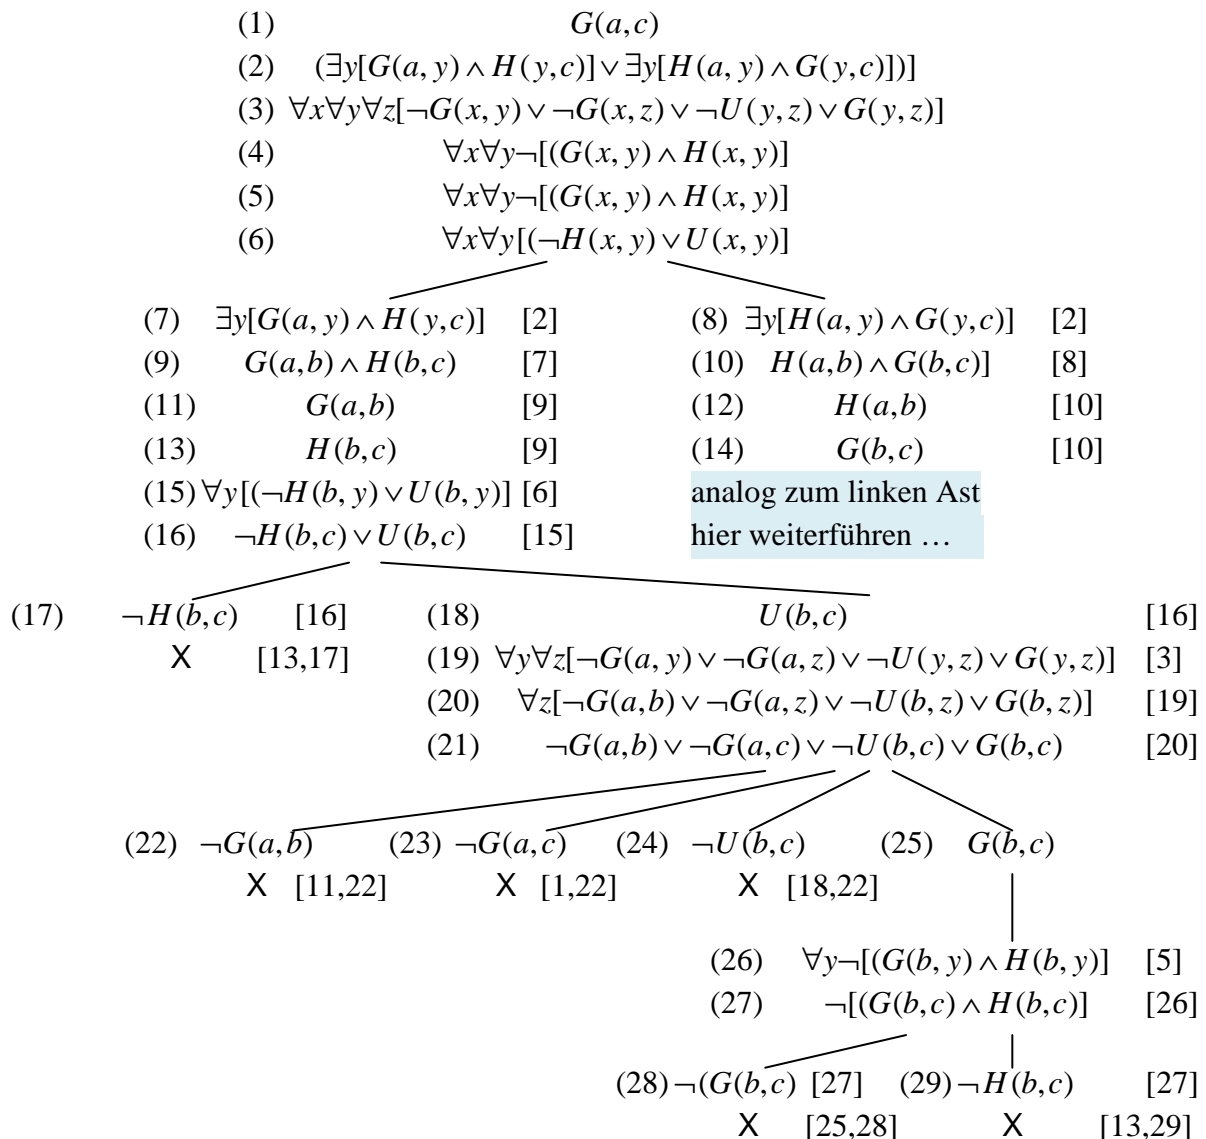 (1) G(a,c)
(2) (∃y[G(a,y)∧H(y,c)]∨∃y[H(a,y)∧G(y,c)])]
(3) ∀x∀y∀z[¬G(x,y)∨¬G(x,z)∨¬U(y,z)∨G(y,z)]
(4) ∀x∀y¬[(G(x,y)∧H(x,y)]
(5) ∀x∀y¬[(G(x,y)∧H(x,y)]
(6) ∀x∀y[(¬H(x,y)∨U(x,y)]
(7) ∃y[G(a,y)∧H(y,c)] [2] (8) ∃y[H(a,y)∧G(y,c)] [2]
(9) G(a,b)∧H(b,c) [7] (10) H(a,b)∧G(b,c)] [8]
(11) G(a,b) [9] (12) H(a,b) [10]
(13) H(b,c) [9] (14) G(b,c) [10]
(15) ∀y[(¬H(b,y)∨U(b,y)] [6] analog zum linken Ast
(16) ¬H(b,c)∨U(b,c) [15] hier weiterführen …
(17) ¬H(b,c) [16] (18) U(b,c) [16]
X [13,17] (19) ∀y∀z[¬G(a,y)∨¬G(a,z)∨¬U(y,z)∨G(y,z)] [3]
(20) ∀z[¬G(a,b)∨¬G(a,z)∨¬U(b,z)∨G(b,z)] [19]
(21) ¬G(a,b)∨¬G(a,c)∨¬U(b,c)∨G(b,c) [20]
(22) ¬G(a,b) (23) ¬G(a,c) (24) ¬U(b,c) (25) G(b,c)
X [11,22] X [1,22] X [18,22]
(26) ∀y¬[(G(b,y)∧H(b,y)] [5]
(27) ¬[(G(b,c)∧H(b,c)] [26]
(28) ¬(G(b,c) [27] (29) ¬H(b,c) [27]
X [25,28] X [13,29]